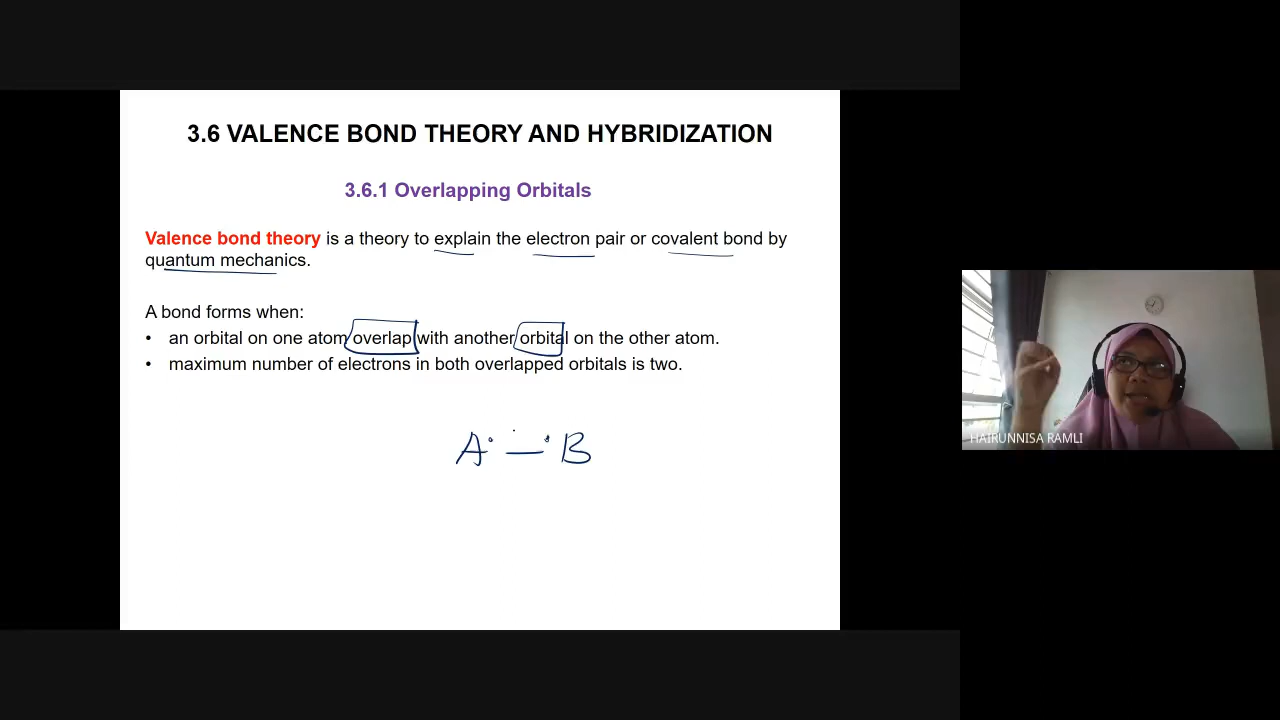 3.6 VALENCE BOND THEORY AND HYBRIDIZATION
3.6.1 Overlapping Orbitals
Valence bond theory is a theory to explain the electron pair or covalent bond by
quantum mechanics.
A bond forms when:
• an orbital on one atom overlap with another orbital on the other atom.
• maximum number of electrons in both overlapped orbitals is two.
A· — ·B
HAIRUNNISA RAMLI